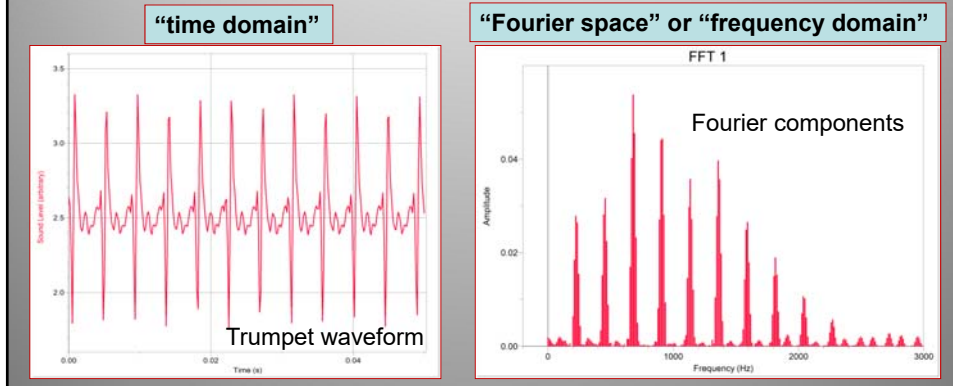 “time domain”
“Fourier space” or “frequency domain”
3.5
3.0
2.5
2.0
Sound Level (arbitrary)
Trumpet waveform
0.00
0.02
0.04
Time (s)
FFT 1
Fourier components
0.04
0.02
0.00
Amplitude
0
1000
2000
3000
Frequency (Hz)